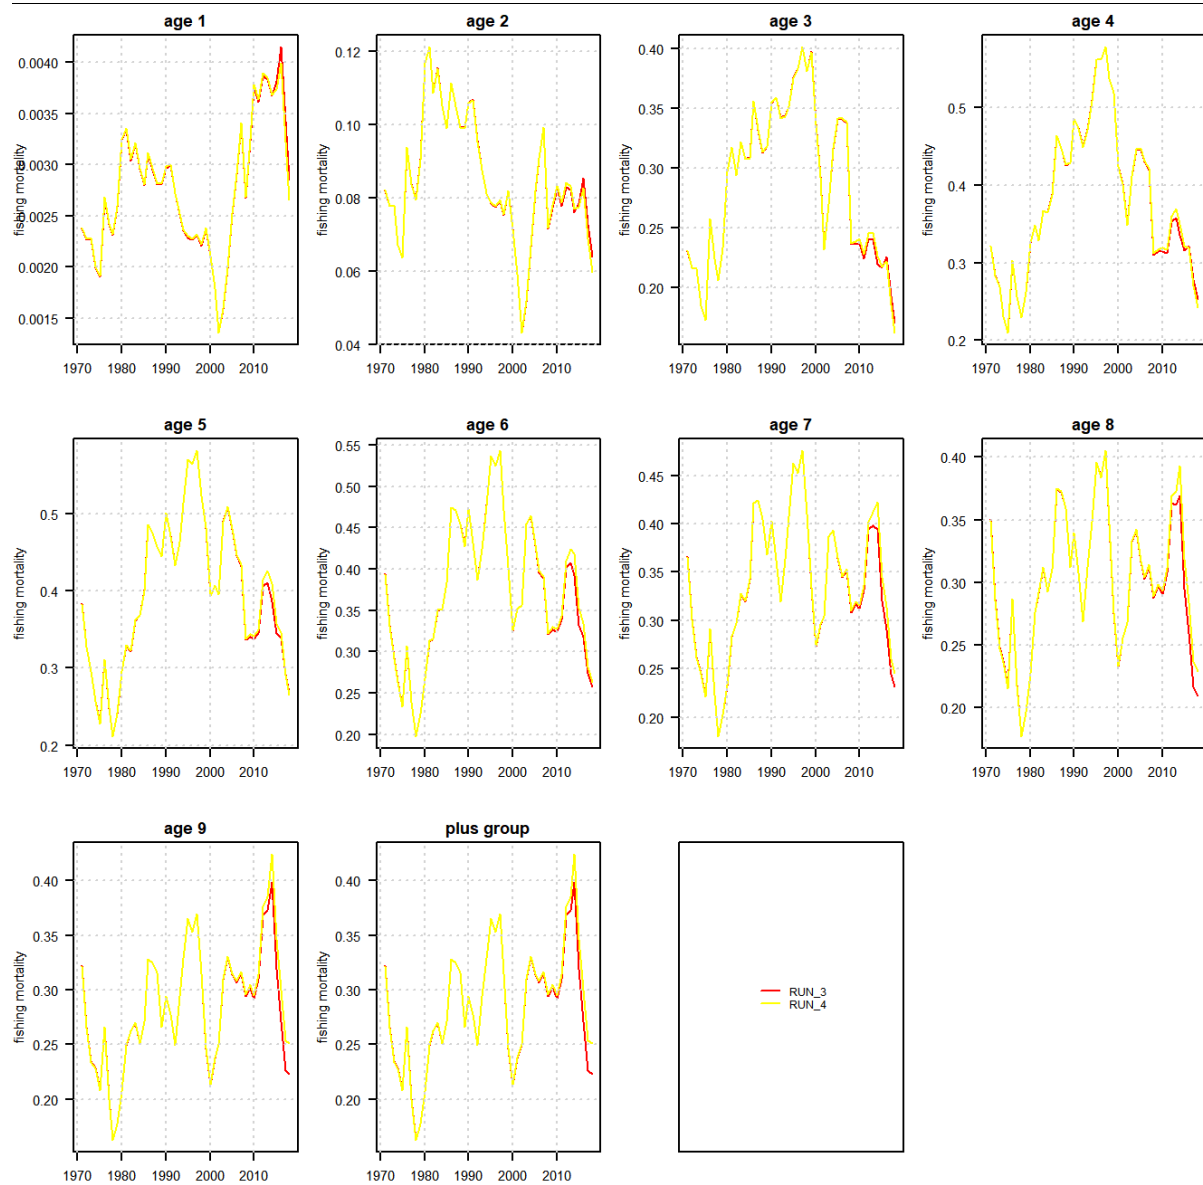 age 1
age 2
age 3
age 4
fishing mortality
0.0040
0.0035
0.0030
0.0025
0.0020
0.0015
1970 1980 1990 2000 2010
fishing mortality
0.12
0.10
0.08
0.06
0.04
1970 1980 1990 2000 2010
fishing mortality
0.40
0.35
0.30
0.25
0.20
1970 1980 1990 2000 2010
fishing mortality
0.5
0.4
0.3
0.2
1970 1980 1990 2000 2010
age 5
age 6
age 7
age 8
fishing mortality
0.5
0.4
0.3
0.2
1970 1980 1990 2000 2010
fishing mortality
0.55
0.50
0.45
0.40
0.35
0.30
0.25
0.20
1970 1980 1990 2000 2010
fishing mortality
0.45
0.40
0.35
0.30
0.25
0.20
1970 1980 1990 2000 2010
fishing mortality
0.40
0.35
0.30
0.25
0.20
1970 1980 1990 2000 2010
age 9
plus group
fishing mortality
0.40
0.35
0.30
0.25
0.20
1970 1980 1990 2000 2010
fishing mortality
0.40
0.35
0.30
0.25
0.20
1970 1980 1990 2000 2010
RUN_3
RUN_4